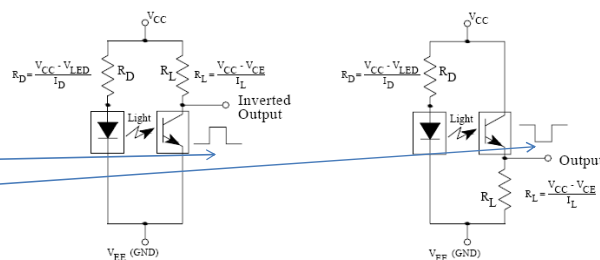 VCC
RD = VCC - VLED / ID
RD
RL
RL = VCC - VCE / IL
Light
Inverted
Output
VEE (GND)
VCC
RD = VCC - VLED / ID
RD
Light
Output
RL
RL = VCC - VCE / IL
VEE (GND)